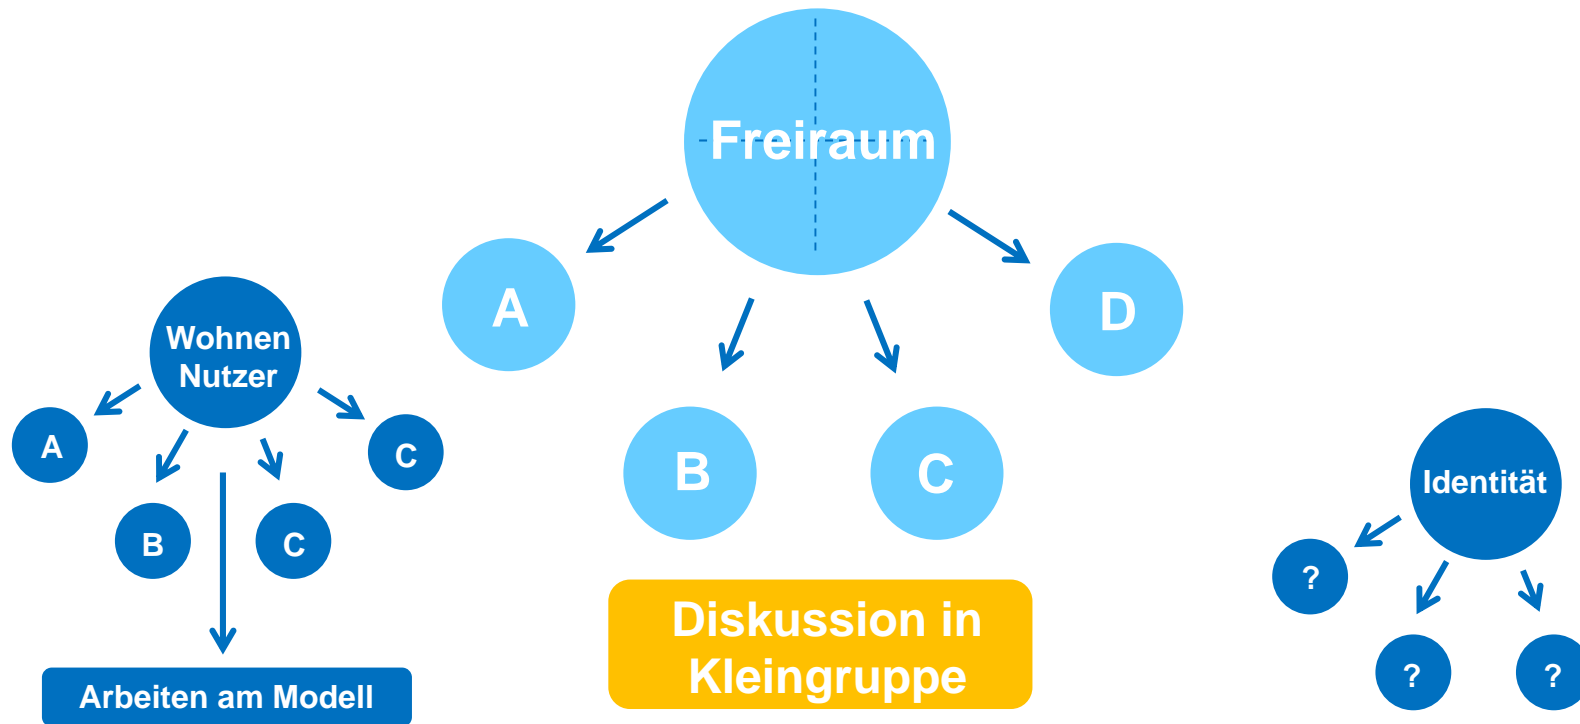 Freiraum
A
B
C
D
Diskussion in
Kleingruppe
Wohnen
Nutzer
A
B
C
C
Arbeiten am Modell
Identität
?
?
?